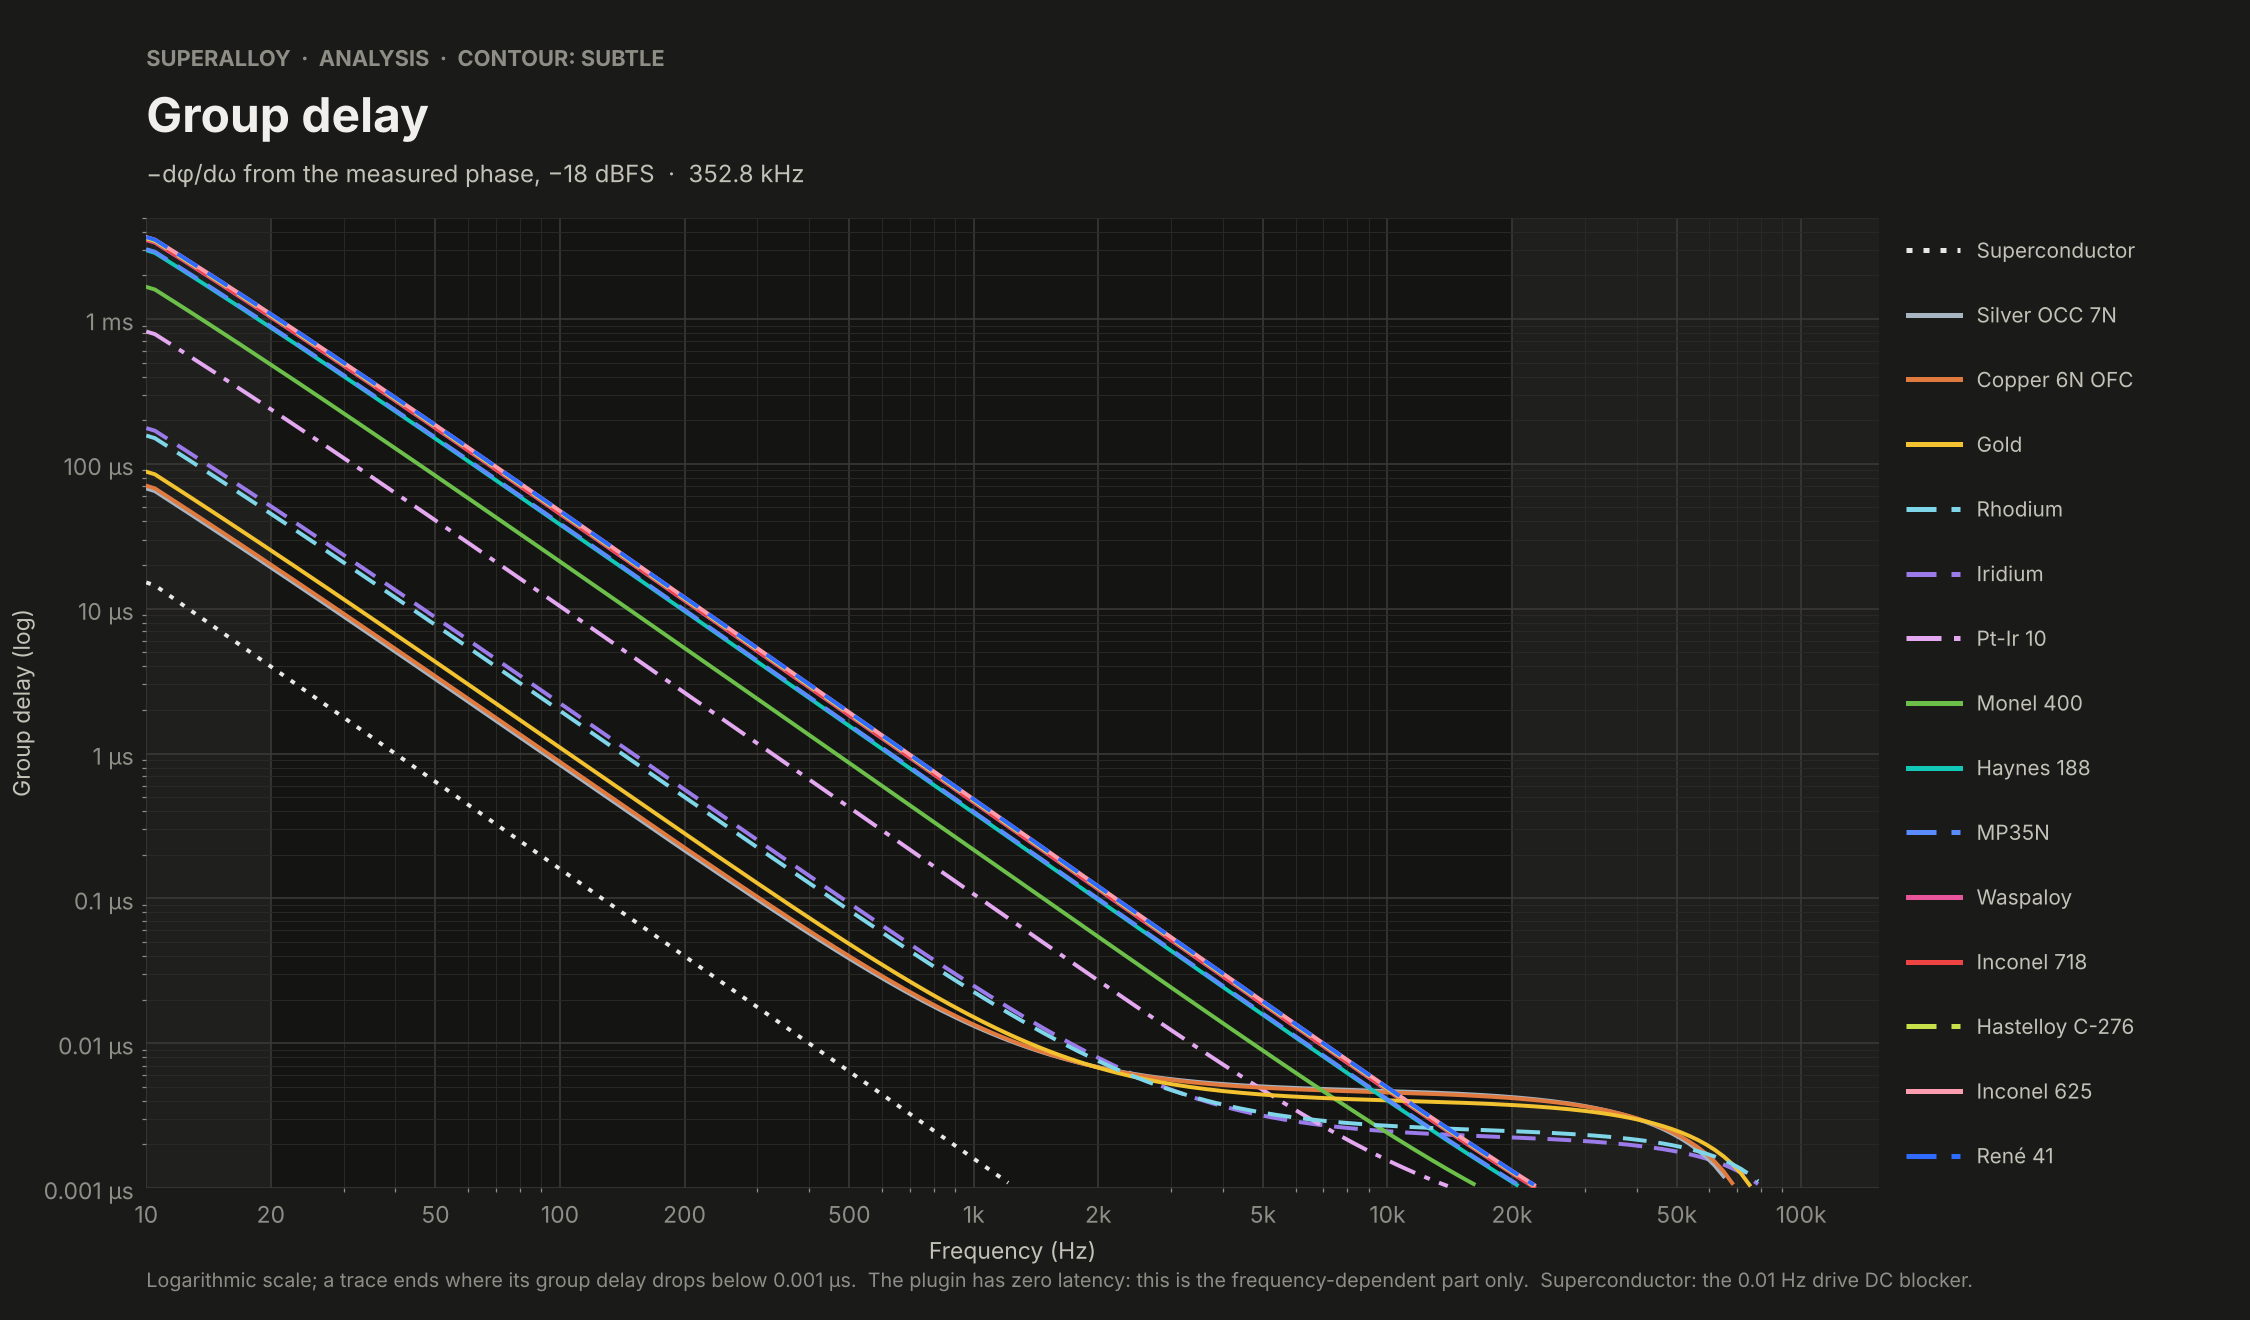 SUPERALLOY · ANALYSIS · CONTOUR: SUBTLE
Group delay
−dφ/dω from the measured phase, −18 dBFS · 352.8 kHz
Group delay (log)
1 ms
100 µs
10 µs
1 µs
0.1 µs
0.01 µs
0.001 µs
10 20 50 100 200 500 1k 2k 5k 10k 20k 50k 100k
Frequency (Hz)
Superconductor
Silver OCC 7N
Copper 6N OFC
Gold
Rhodium
Iridium
Pt-Ir 10
Monel 400
Haynes 188
MP35N
Waspaloy
Inconel 718
Hastelloy C-276
Inconel 625
René 41
Logarithmic scale; a trace ends where its group delay drops below 0.001 µs. The plugin has zero latency: this is the frequency-dependent part only. Superconductor: the 0.01 Hz drive DC blocker.